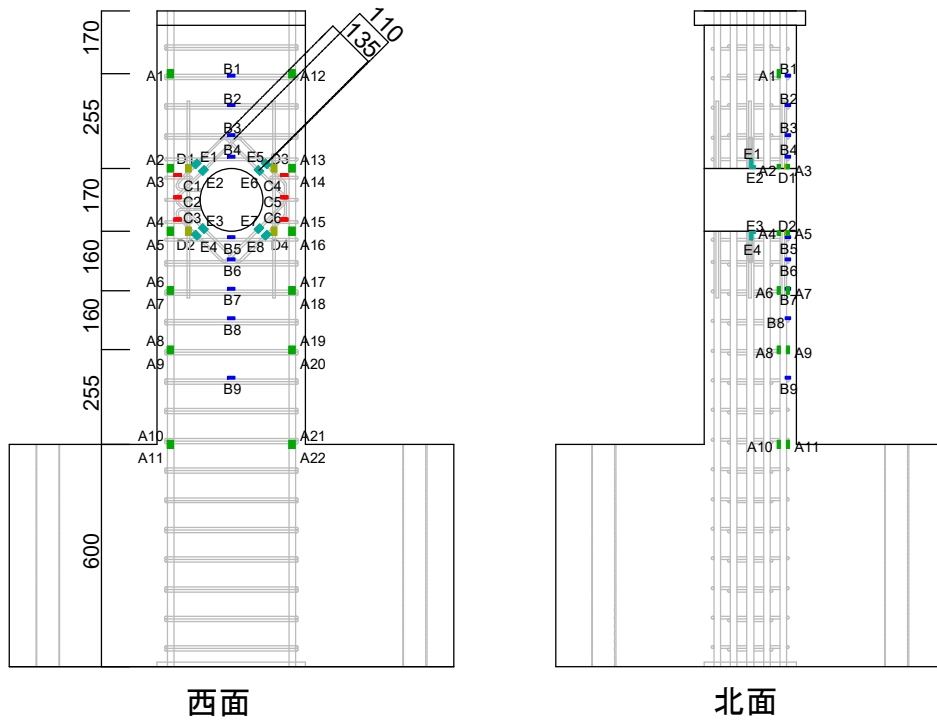 170
255
170
160
160
255
600
110
135
A1
B1
A12
B2
B3
B4
A2
D1
E1
E5
D3
A13
A3
C1
E2
E6
C4
A14
C2
C5
A4
C3
E3
E7
C6
A15
A5
D2
E4
B5
E8
D4
A16
B6
A6
A17
A7
B7
A18
B8
A8
A19
A9
A20
B9
A10
A21
A11
A22
西面
A1
B1
B2
B3
B4
E1
A2
A3
E2
D1
E3
D2
A4
A5
E4
B5
B6
A6
A7
B7
B8
A8
A9
B9
A10
A11
北面